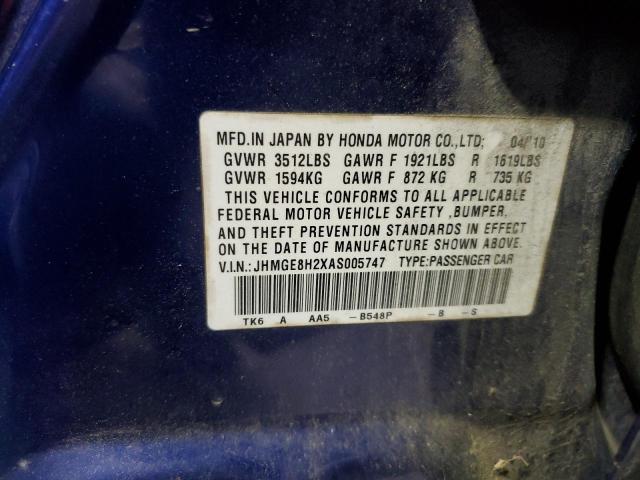 MFD.IN JAPAN BY HONDA MOTOR CO.,LTD; 04/10
GVWR 3512LBS GAWR F 1921LBS R 1619LBS
GVWR 1594KG GAWR F 872 KG R 735 KG
THIS VEHICLE CONFORMS TO ALL APPLICABLE
FEDERAL MOTOR VEHICLE SAFETY ,BUMPER,
AND THEFT PREVENTION STANDARDS IN EFFECT
ON THE DATE OF MANUFACTURE SHOWN ABOVE.
V.I.N.: JHMGE8H2XAS005747 TYPE:PASSENGER CAR
TK6 A AA5 -B548P -B -S